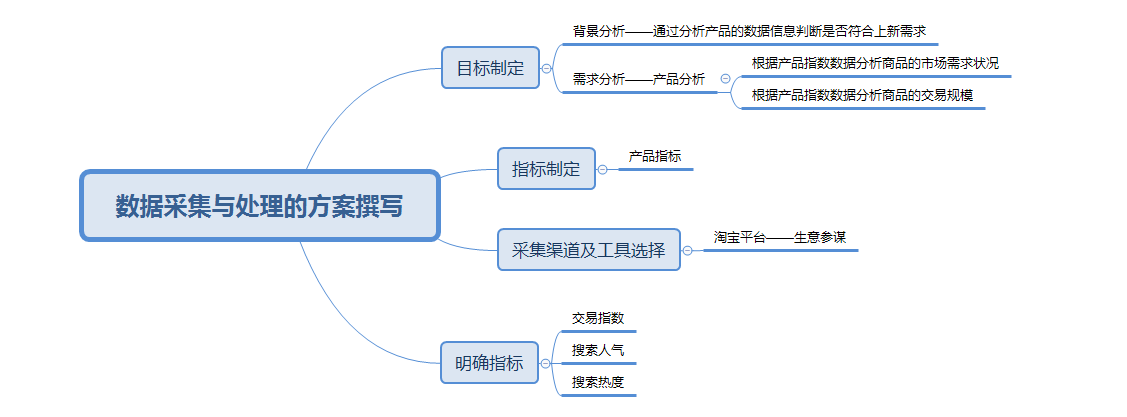 数据采集与处理的方案撰写
目标制定
背景分析——通过分析产品的数据信息判断是否符合上新需求
需求分析——产品分析
根据产品指数数据分析商品的市场需求状况
根据产品指数数据分析商品的交易规模
指标制定
产品指标
采集渠道及工具选择
淘宝平台——生意参谋
明确指标
交易指数
搜索人气
搜索热度